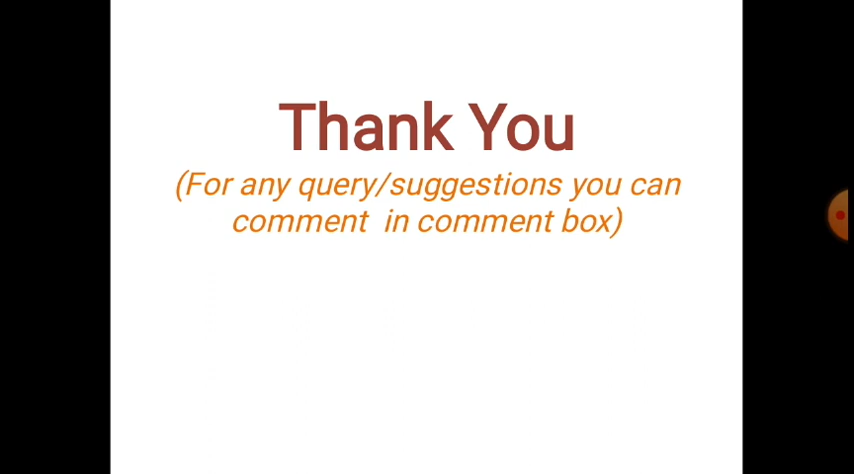 Thank You
(For any query/suggestions you can
comment  in comment box)